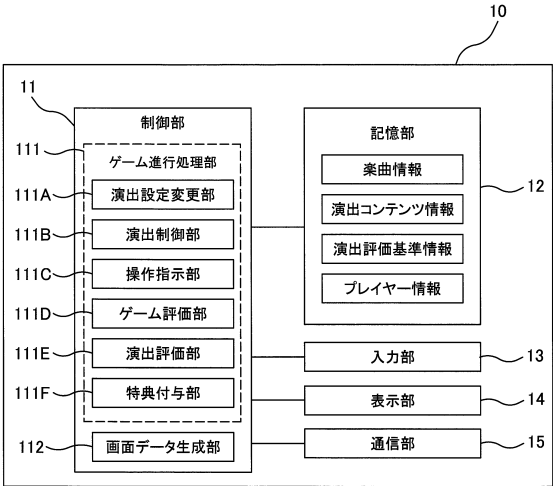 10
11
制御部
111
ゲーム進行処理部
111A
演出設定変更部
111B
演出制御部
111C
操作指示部
111D
ゲーム評価部
111E
演出評価部
111F
特典付与部
112
画面データ生成部
記憶部
楽曲情報
演出コンテンツ情報
演出評価基準情報
プレイヤー情報
12
入力部
13
表示部
14
通信部
15